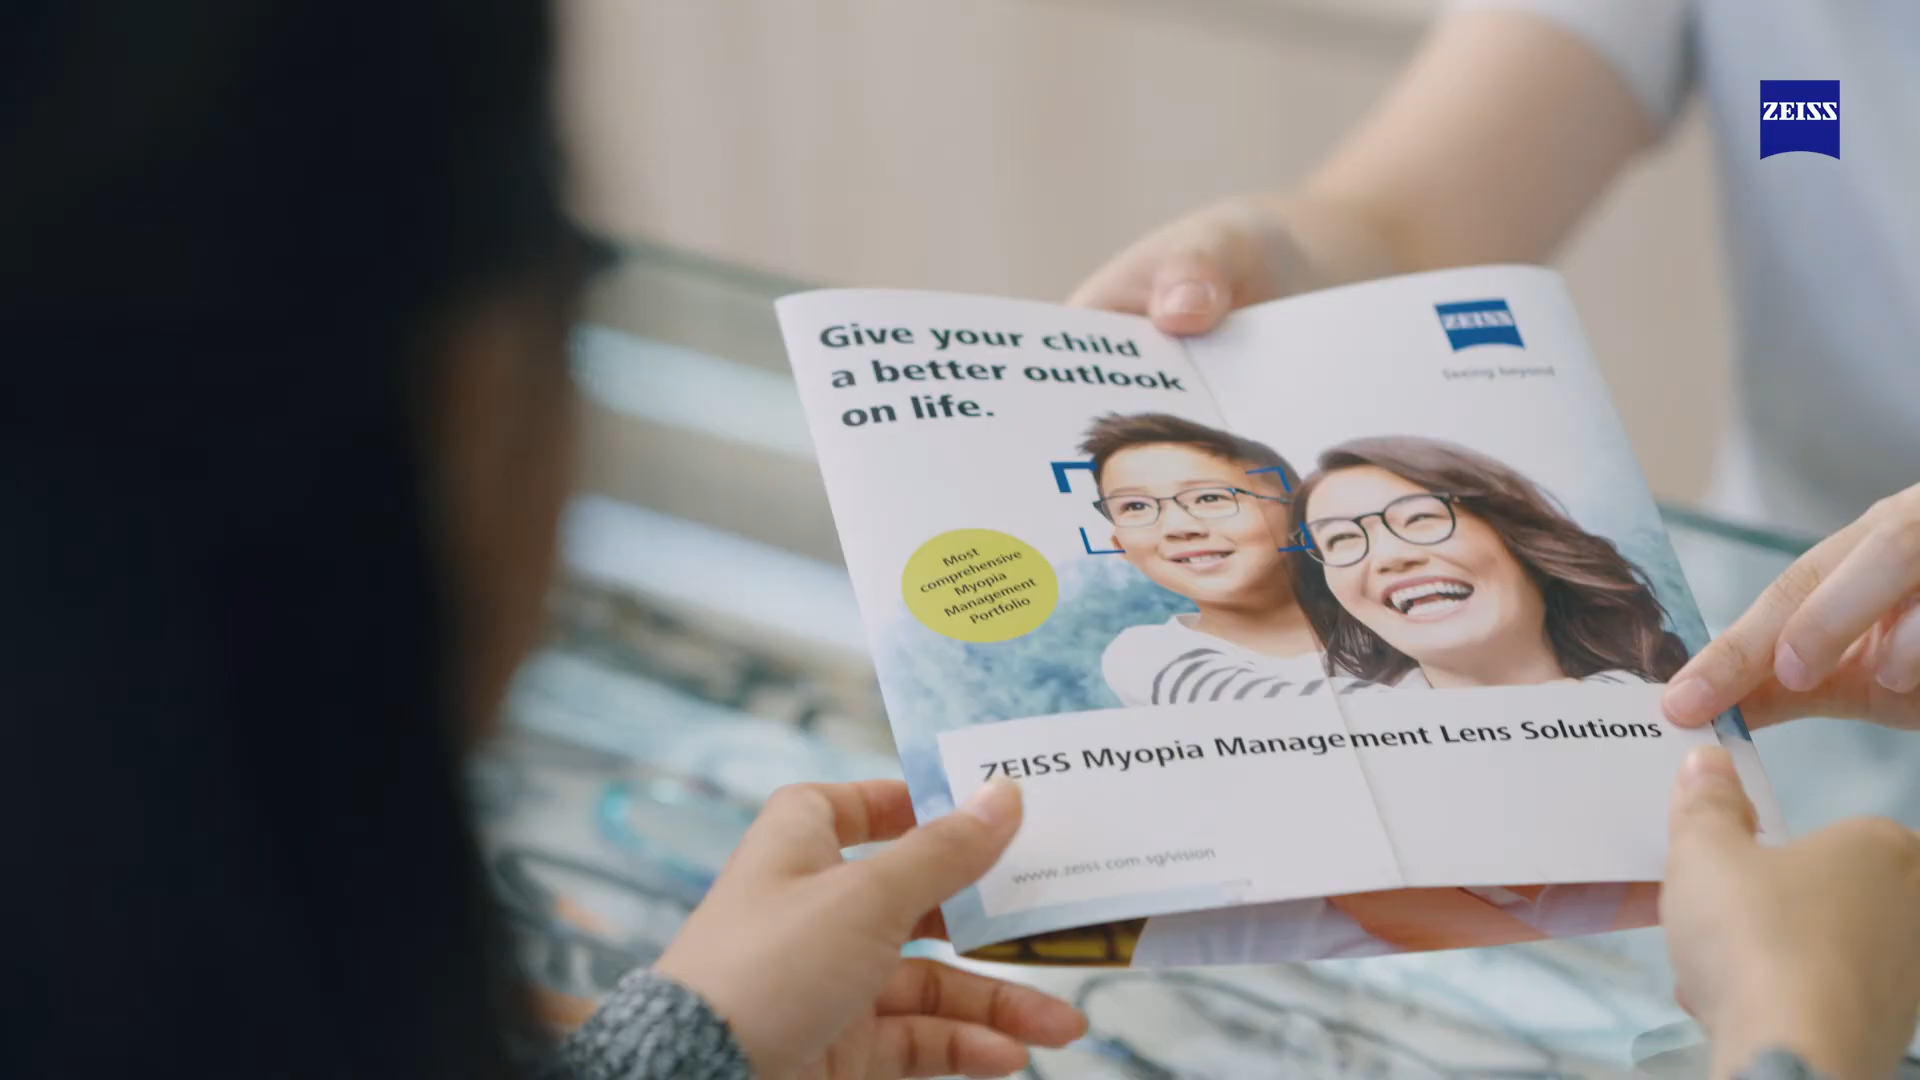 ZEISS
Give your child
a better outlook
on life.
ZEISS
Seeing beyond
Most
comprehensive
Myopia
Management
Portfolio
ZEISS Myopia Management Lens Solutions
www.zeiss.com.sg/vision